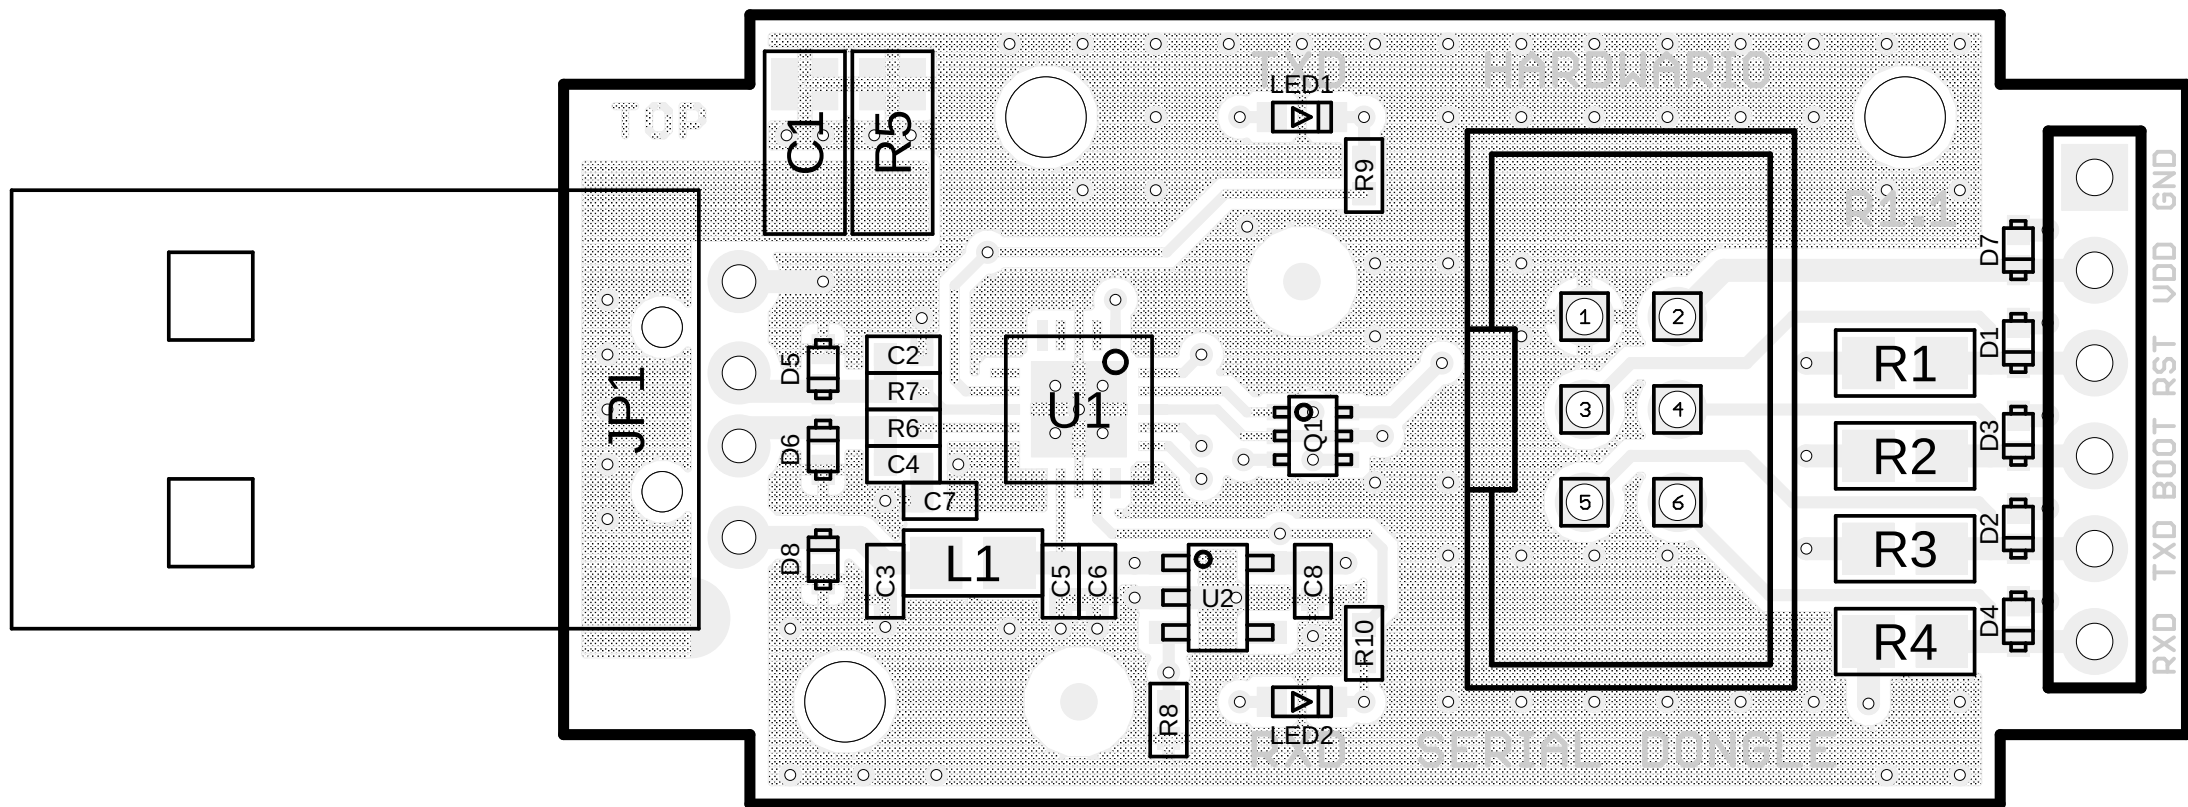 TXD HARDWARIO
LED1
TOP
C1
R5
R9
GND
R1.1
D7
VDD
1
2
D5
C2
D1
R1
RST
R7
JP1
U1
3
4
Q1
D6
R6
C4
D3
R2
BOOT
C7
5
6
D8
L1
C3
C5
C6
U2
C8
D2
R3
TXD
R10
D4
R4
RXD
R8
LED2
RXD SERIAL DONGLE